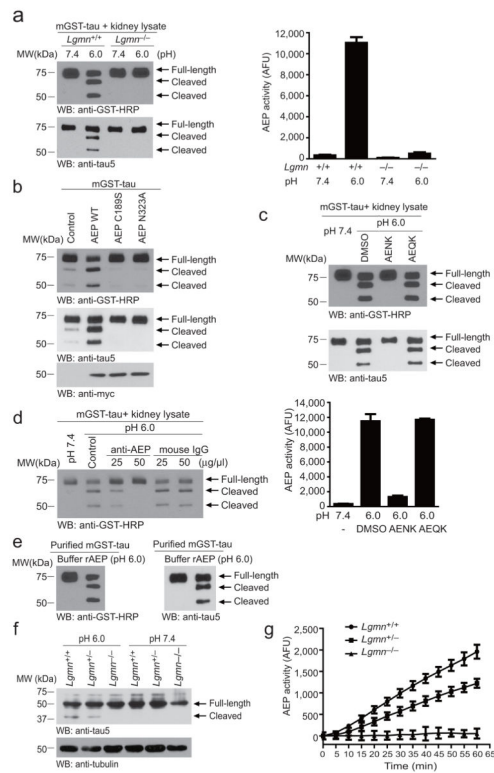 a
mGST-tau + kidney lysate
Lgmn+/+ Lgmn–/–
MW(kDa) 7.4 6.0 7.4 6.0 (pH)
75 Full-length
Cleaved
50 Cleaved
WB: anti-GST-HRP
75 Ful-length
Cleaved
50 Cleaved
WB: anti-tau5
AEP activity (AFU)
12,000
10,000
8,000
6,000
4,000
2,000
0
Lgmn +/+ +/+ –/– –/–
pH 7.4 6.0 7.4 6.0
b
mGST-tau
Control
AEP WT
AEP C189S
AEP N323A
MW(kDa)
75 Full-length
Cleaved
50 Cleaved
WB: anti-GST-HRP
75 Full-length
Cleaved
50 Cleaved
WB: anti-tau5
50
WB: anti-myc
c
mGST-tau+ kidney lysate
pH 6.0
pH 7.4
DMSO
AENK
AEQK
MW(kDa)
75 Full-length
Cleaved
50 Cleaved
WB: anti-GST-HRP
75 Full-length
Cleaved
50 Cleaved
WB: anti-tau5
AEP activity (AFU)
14,000
12,000
10,000
8,000
6,000
4,000
2,000
0
pH 7.4 6.0 6.0 6.0
- DMSO AENK AEQK
d
mGST-tau+ kidney lysate
pH 6.0
pH 7.4
Control
anti-AEP mouse IgG
MW(kDa) 25 50 25 50 (μg/μl)
75 Full-length
Cleaved
50 Cleaved
WB: anti-GST-HRP
e
Purified mGST-tau Purified mGST-tau
MW(kDa) Buffer rAEP (pH 6.0) Buffer rAEP (pH 6.0)
75 Full-length
Cleaved
50 Cleaved
WB: anti-GST-HRP WB: anti-tau5
f
pH 6.0 pH 7.4
Lgmn+/+
Lgmn+/–
Lgmn–/–
Lgmn+/+
Lgmn+/–
Lgmn–/–
MW (kDa)
75
50 Full-length
37 Cleaved
WB: anti-tau5
50
WB: anti-tubulin
g
Lgmn+/+
Lgmn+/–
Lgmn–/–
AEP activity (AFU)
2,500
2,000
1,500
1,000
500
0
0 5 10 15 20 25 30 35 40 45 50 55 60 65
Time (min)